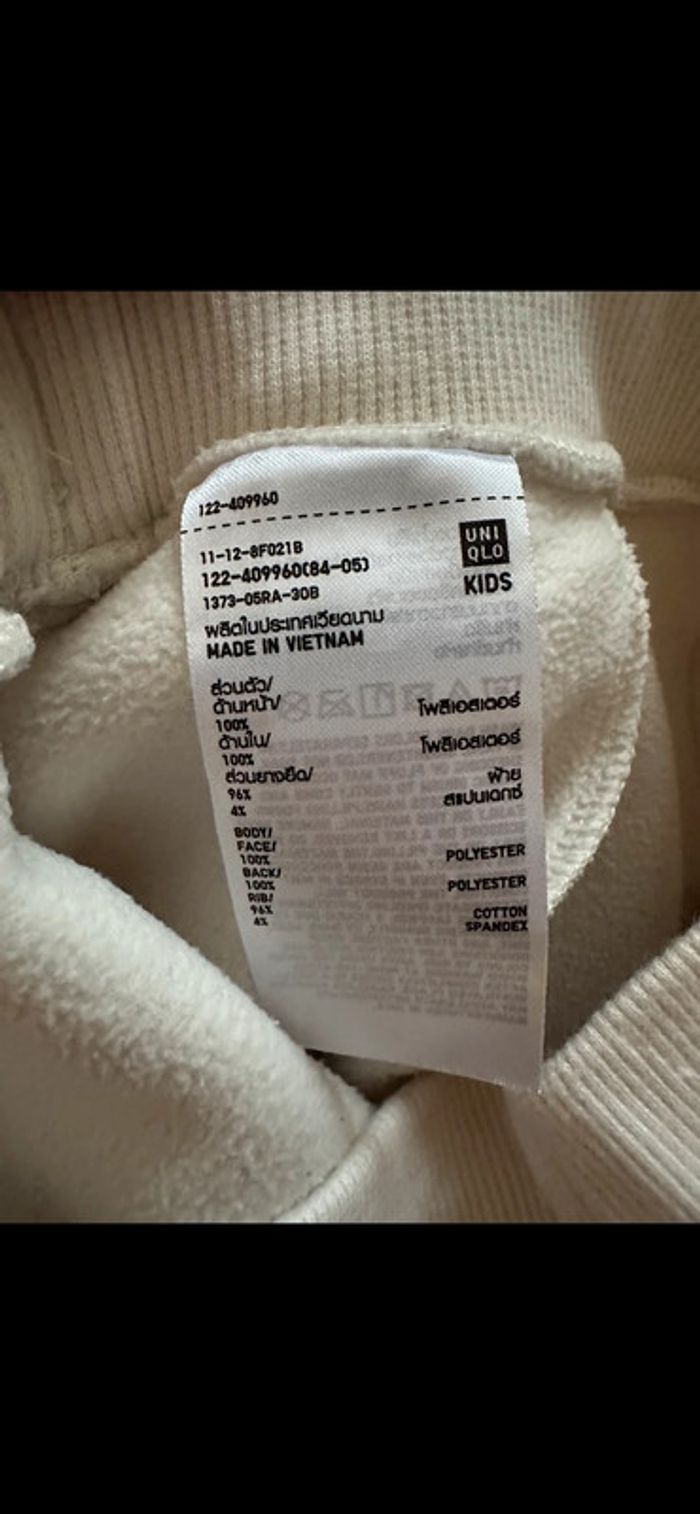 122-409960
11-12-8F021B
122-409960(84-05)
1373-05RA-30B
UNI
QLO
KIDS
ผลิตในประเทศเวียดนาม
MADE IN VIETNAM
ส่วนตัว/
ด้านหน้า/
100% โพลีเอสเตอร์
ด้านใน/
100% โพลีเอสเตอร์
ส่วนยางยืด/
96% ฝ้าย
4% สแปนเดกซ์
BODY/
FACE/
100% POLYESTER
BACK/
100% POLYESTER
RIB/
96% COTTON
4% SPANDEX